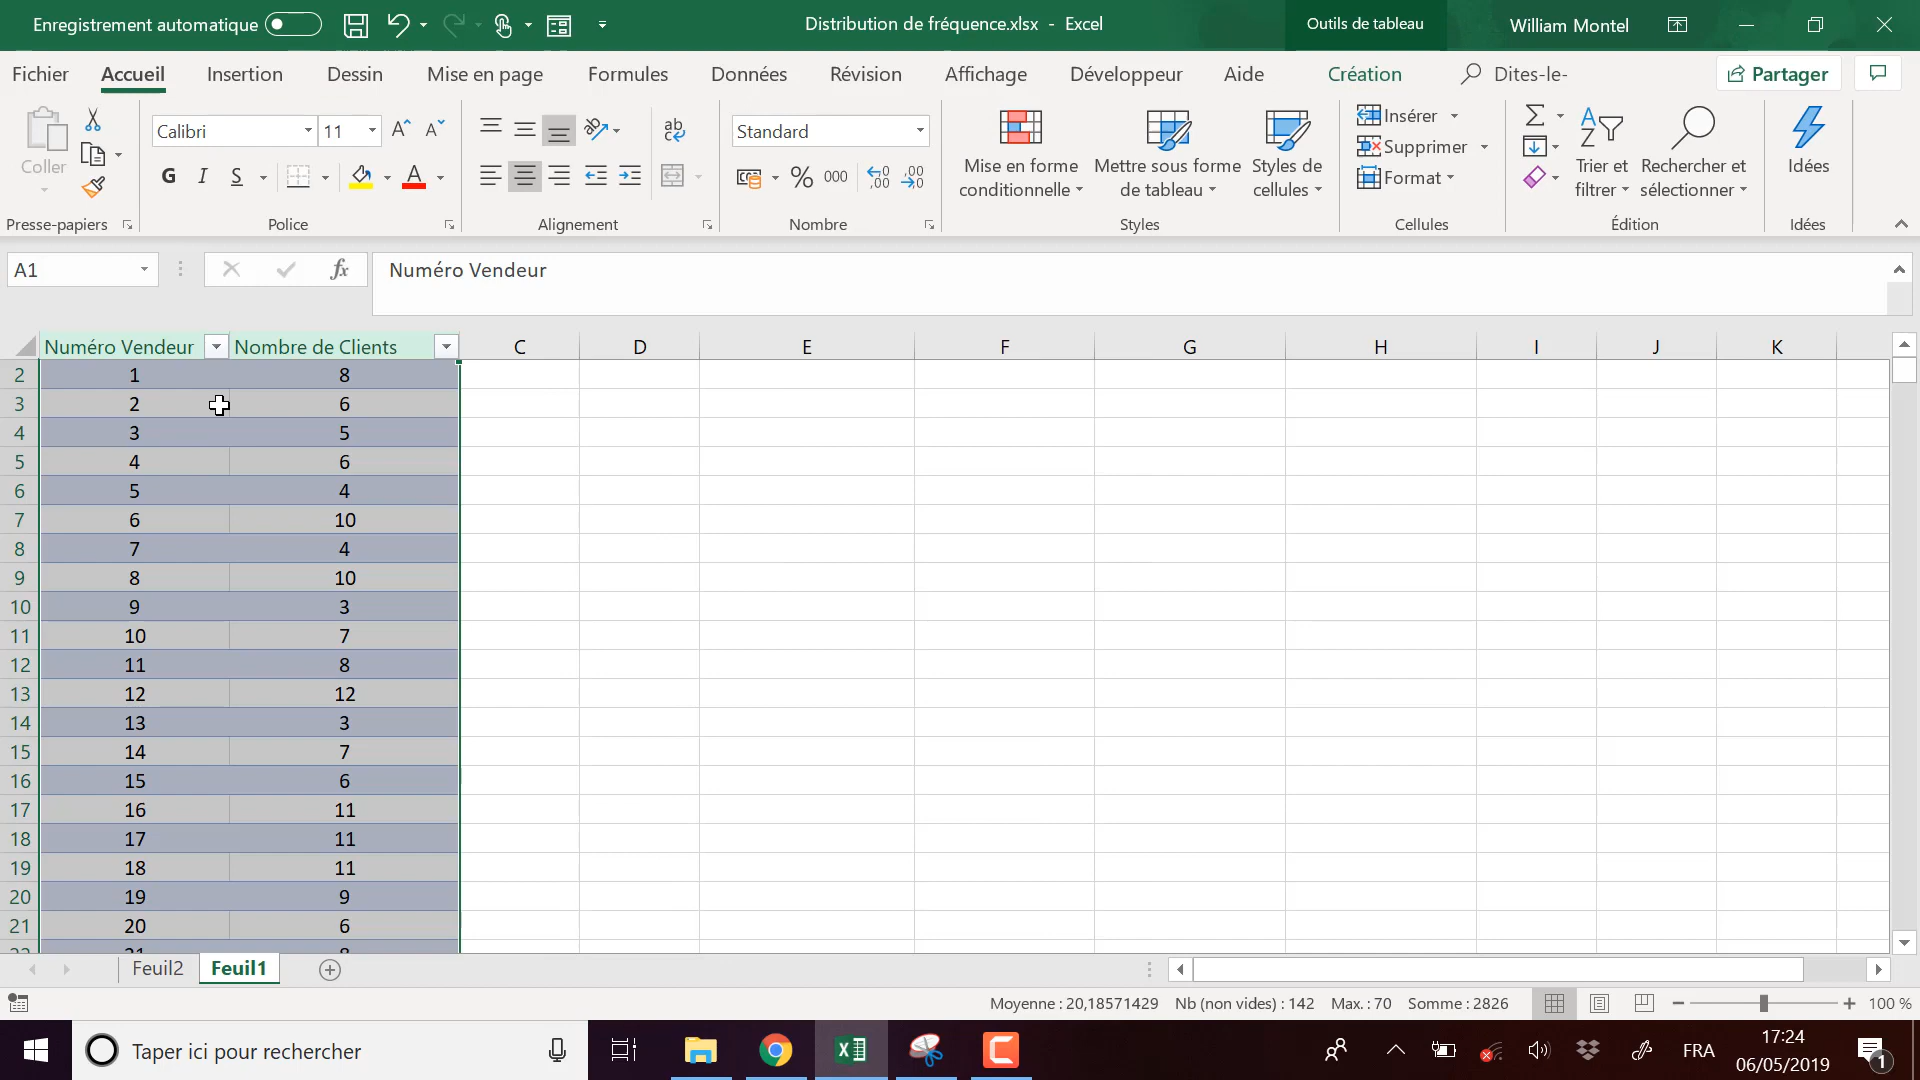 Enregistrement automatique
Distribution de fréquence.xlsx - Excel
Outils de tableau
William Montel
Fichier Accueil Insertion Dessin Mise en page Formules Données Révision Affichage Développeur Aide Création Dites-le- Partager
Coller
Presse-papiers
Calibri 11
G I S
Police
ab
Alignement
Standard
% 000
Nombre
Mise en forme conditionnelle
Mettre sous forme de tableau
Styles de cellules
Styles
Insérer
Supprimer
Format
Cellules
Trier et filtrer
Rechercher et sélectionner
Édition
Idées
Idées
A1 fx Numéro Vendeur
Numéro Vendeur Nombre de Clients C D E F G H I J K
2 1 8
3 2 6
4 3 5
5 4 6
6 5 4
7 6 10
8 7 4
9 8 10
10 9 3
11 10 7
12 11 8
13 12 12
14 13 3
15 14 7
16 15 6
17 16 11
18 17 11
19 18 11
20 19 9
21 20 6
22 21 8
Feuil2 Feuil1
Moyenne : 20,18571429 Nb (non vides) : 142 Max. : 70 Somme : 2826 100 %
Taper ici pour rechercher
FRA
17:24
06/05/2019
1